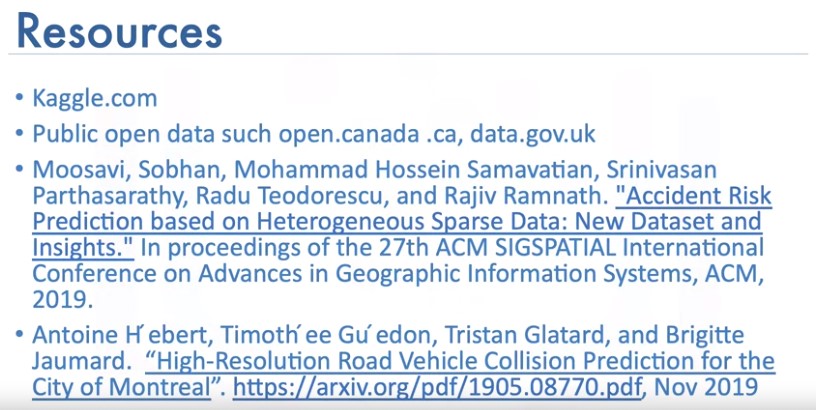 Resources
• Kaggle.com
• Public open data such open.canada .ca, data.gov.uk
• Moosavi, Sobhan, Mohammad Hossein Samavatian, Srinivasan
Parthasarathy, Radu Teodorescu, and Rajiv Ramnath. "Accident Risk
Prediction based on Heterogeneous Sparse Data: New Dataset and
Insights." In proceedings of the 27th ACM SIGSPATIAL International
Conference on Advances in Geographic Information Systems, ACM,
2019.
• Antoine H´ebert, Timoth´ee Gu´edon, Tristan Glatard, and Brigitte
Jaumard.  “High-Resolution Road Vehicle Collision Prediction for the
City of Montreal”. https://arxiv.org/pdf/1905.08770.pdf, Nov 2019